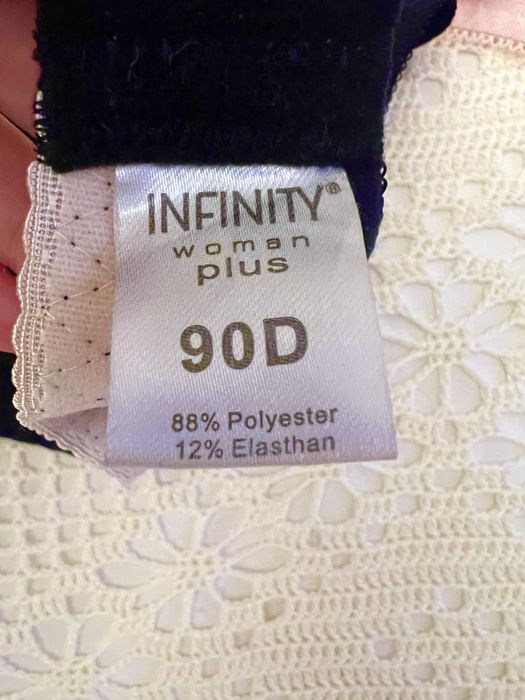 INFINITY®
woman
plus
90D
88% Polyester
12% Elasthan